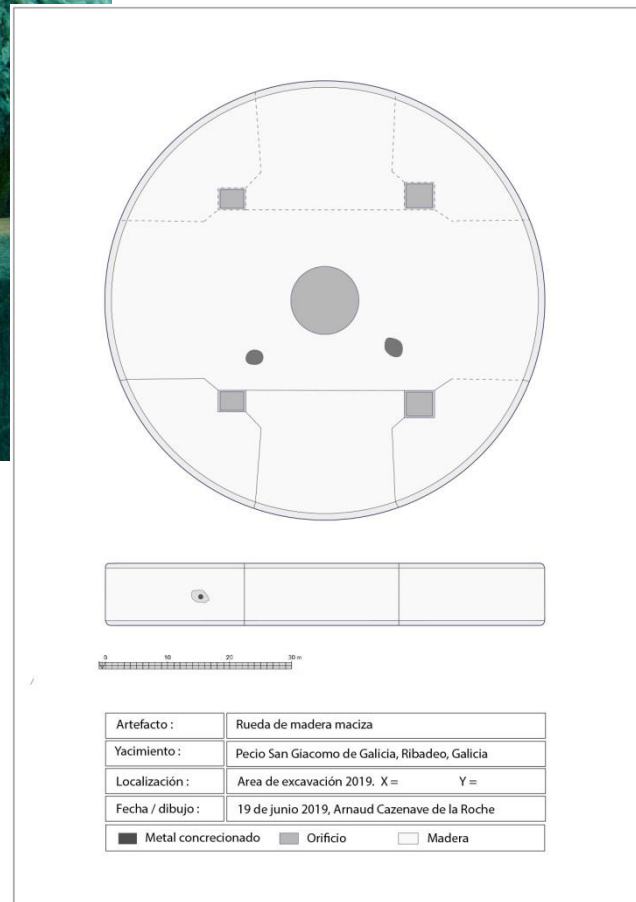 0 10 20 30 m
Artefacto : Rueda de madera maciza
Yacimiento : Pecio San Giacomo de Galicia, Ribadeo, Galicia
Localización : Area de excavación 2019. X = Y =
Fecha / dibujo : 19 de junio 2019, Arnaud Cazenave de la Roche
Metal concrecionado Orificio Madera